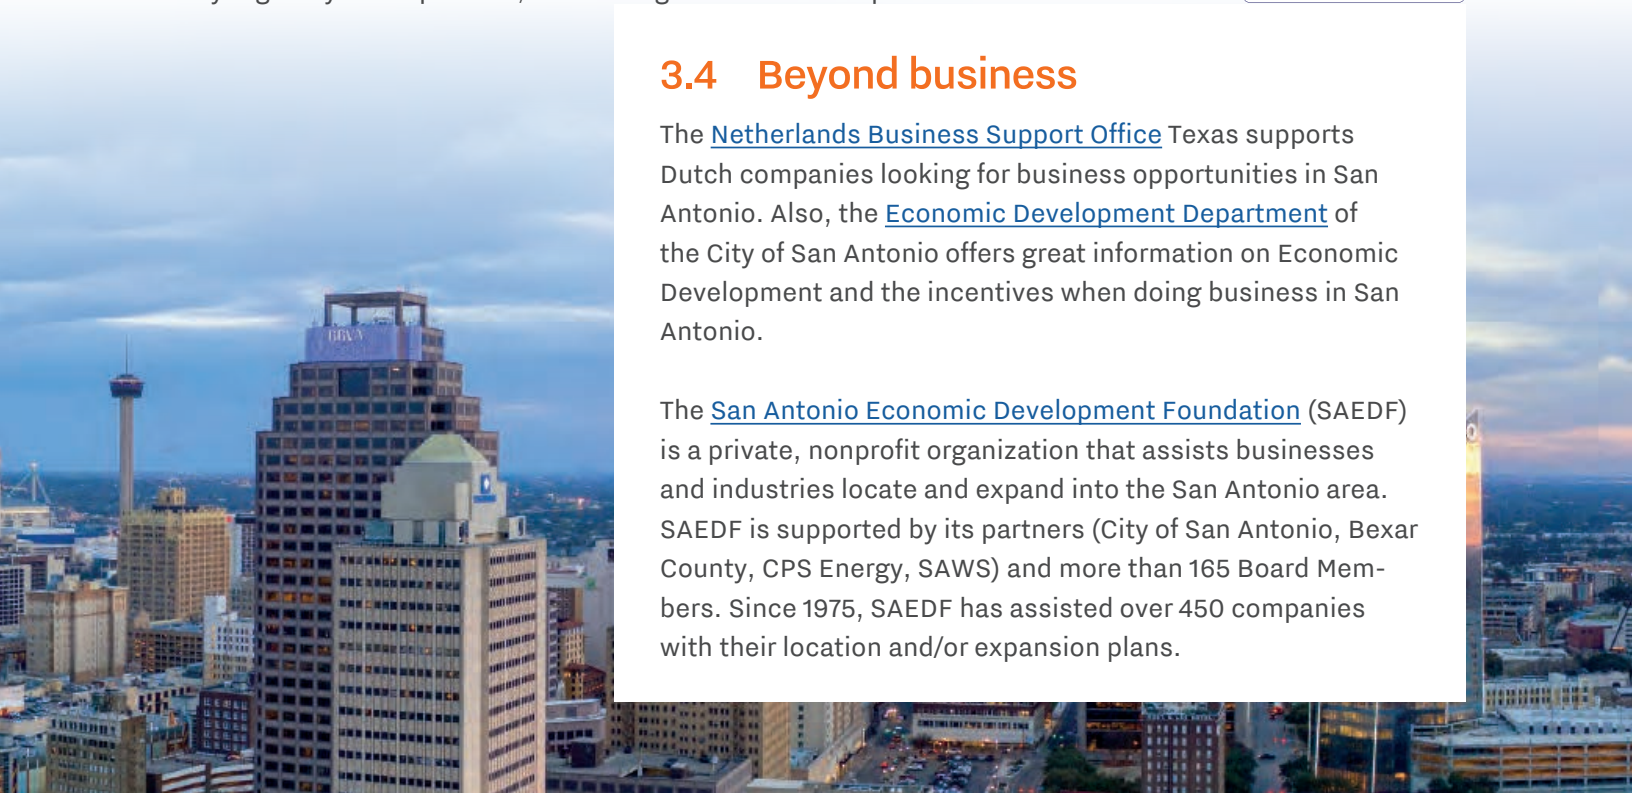 3.4 Beyond business
The Netherlands Business Support Office Texas supports
Dutch companies looking for business opportunities in San
Antonio. Also, the Economic Development Department of
the City of San Antonio offers great information on Economic
Development and the incentives when doing business in San
Antonio.
The San Antonio Economic Development Foundation (SAEDF)
is a private, nonprofit organization that assists businesses
and industries locate and expand into the San Antonio area.
SAEDF is supported by its partners (City of San Antonio, Bexar
County, CPS Energy, SAWS) and more than 165 Board Mem-
bers. Since 1975, SAEDF has assisted over 450 companies
with their location and/or expansion plans.
BBVA